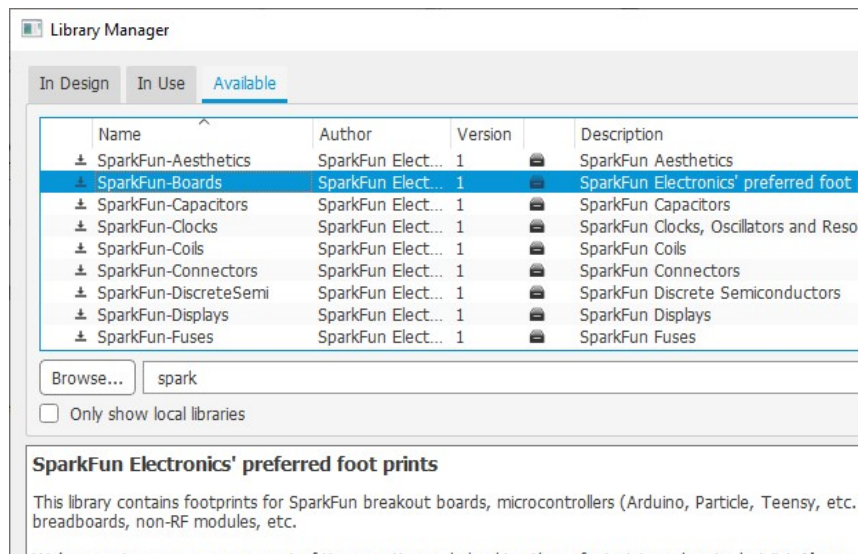 Library Manager
In Design In Use Available
Name Author Version Description
SparkFun-Aesthetics SparkFun Elect... 1 SparkFun Aesthetics
SparkFun-Boards SparkFun Elect... 1 SparkFun Electronics' preferred foot
SparkFun-Capacitors SparkFun Elect... 1 SparkFun Capacitors
SparkFun-Clocks SparkFun Elect... 1 SparkFun Clocks, Oscillators and Reso
SparkFun-Coils SparkFun Elect... 1 SparkFun Coils
SparkFun-Connectors SparkFun Elect... 1 SparkFun Connectors
SparkFun-DiscreteSemi SparkFun Elect... 1 SparkFun Discrete Semiconductors
SparkFun-Displays SparkFun Elect... 1 SparkFun Displays
SparkFun-Fuses SparkFun Elect... 1 SparkFun Fuses
Browse... spark
Only show local libraries
SparkFun Electronics' preferred foot prints
This library contains footprints for SparkFun breakout boards, microcontrollers (Arduino, Particle, Teensy, etc.
breadboards, non-RF modules, etc.